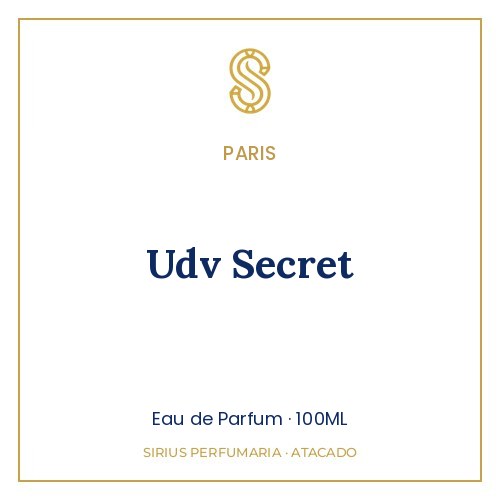 PARIS
Udv Secret
Eau de Parfum · 100ML
SIRIUS PERFUMARIA · ATACADO